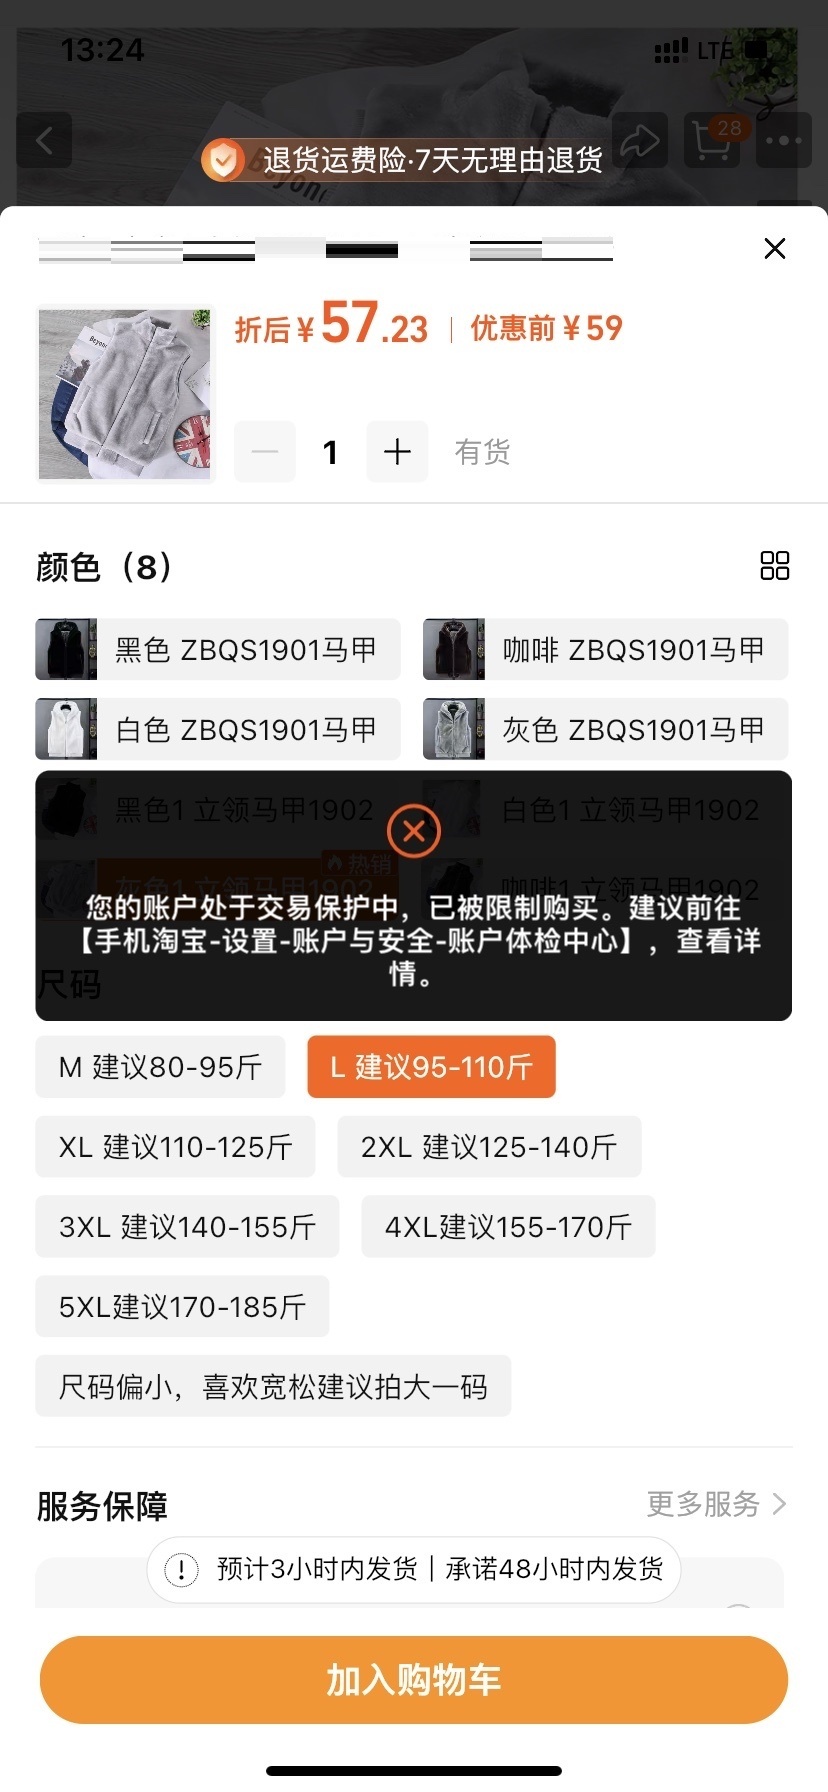 13:24
LTE
28
退货运费险·7天无理由退货
折后¥57.23
优惠前¥59
1
有货
颜色（8）
黑色 ZBQS1901马甲
咖啡 ZBQS1901马甲
白色 ZBQS1901马甲
灰色 ZBQS1901马甲
黑色1 立领马甲1902
白色1 立领马甲1902
热销
灰色1 立领马甲1902
咖啡1 立领马甲1902
您的账户处于交易保护中，已被限制购买。建议前往
【手机淘宝-设置-账户与安全-账户体检中心】，查看详
情。
尺码
M 建议80-95斤
L 建议95-110斤
XL 建议110-125斤
2XL 建议125-140斤
3XL 建议140-155斤
4XL建议155-170斤
5XL建议170-185斤
尺码偏小，喜欢宽松建议拍大一码
服务保障
更多服务
预计3小时内发货 | 承诺48小时内发货
加入购物车